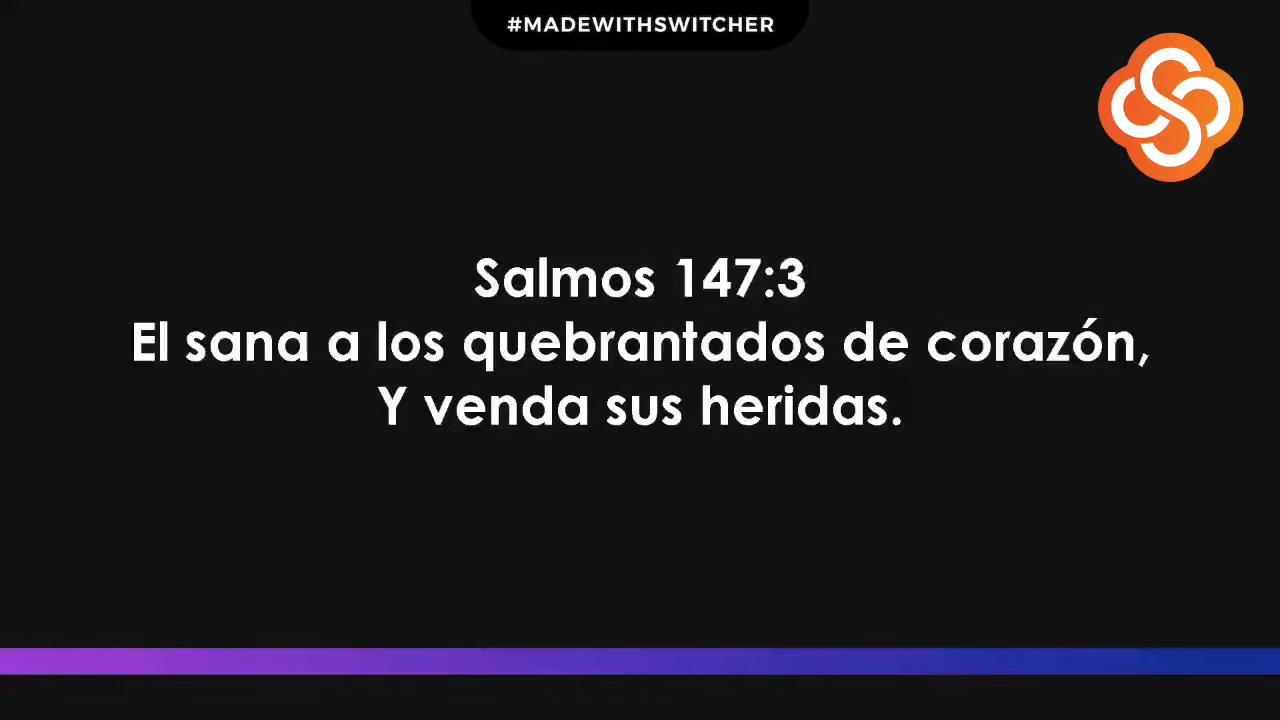 #MADEWITHSWITCHER
Salmos 147:3
El sana a los quebrantados de corazón,
Y venda sus heridas.